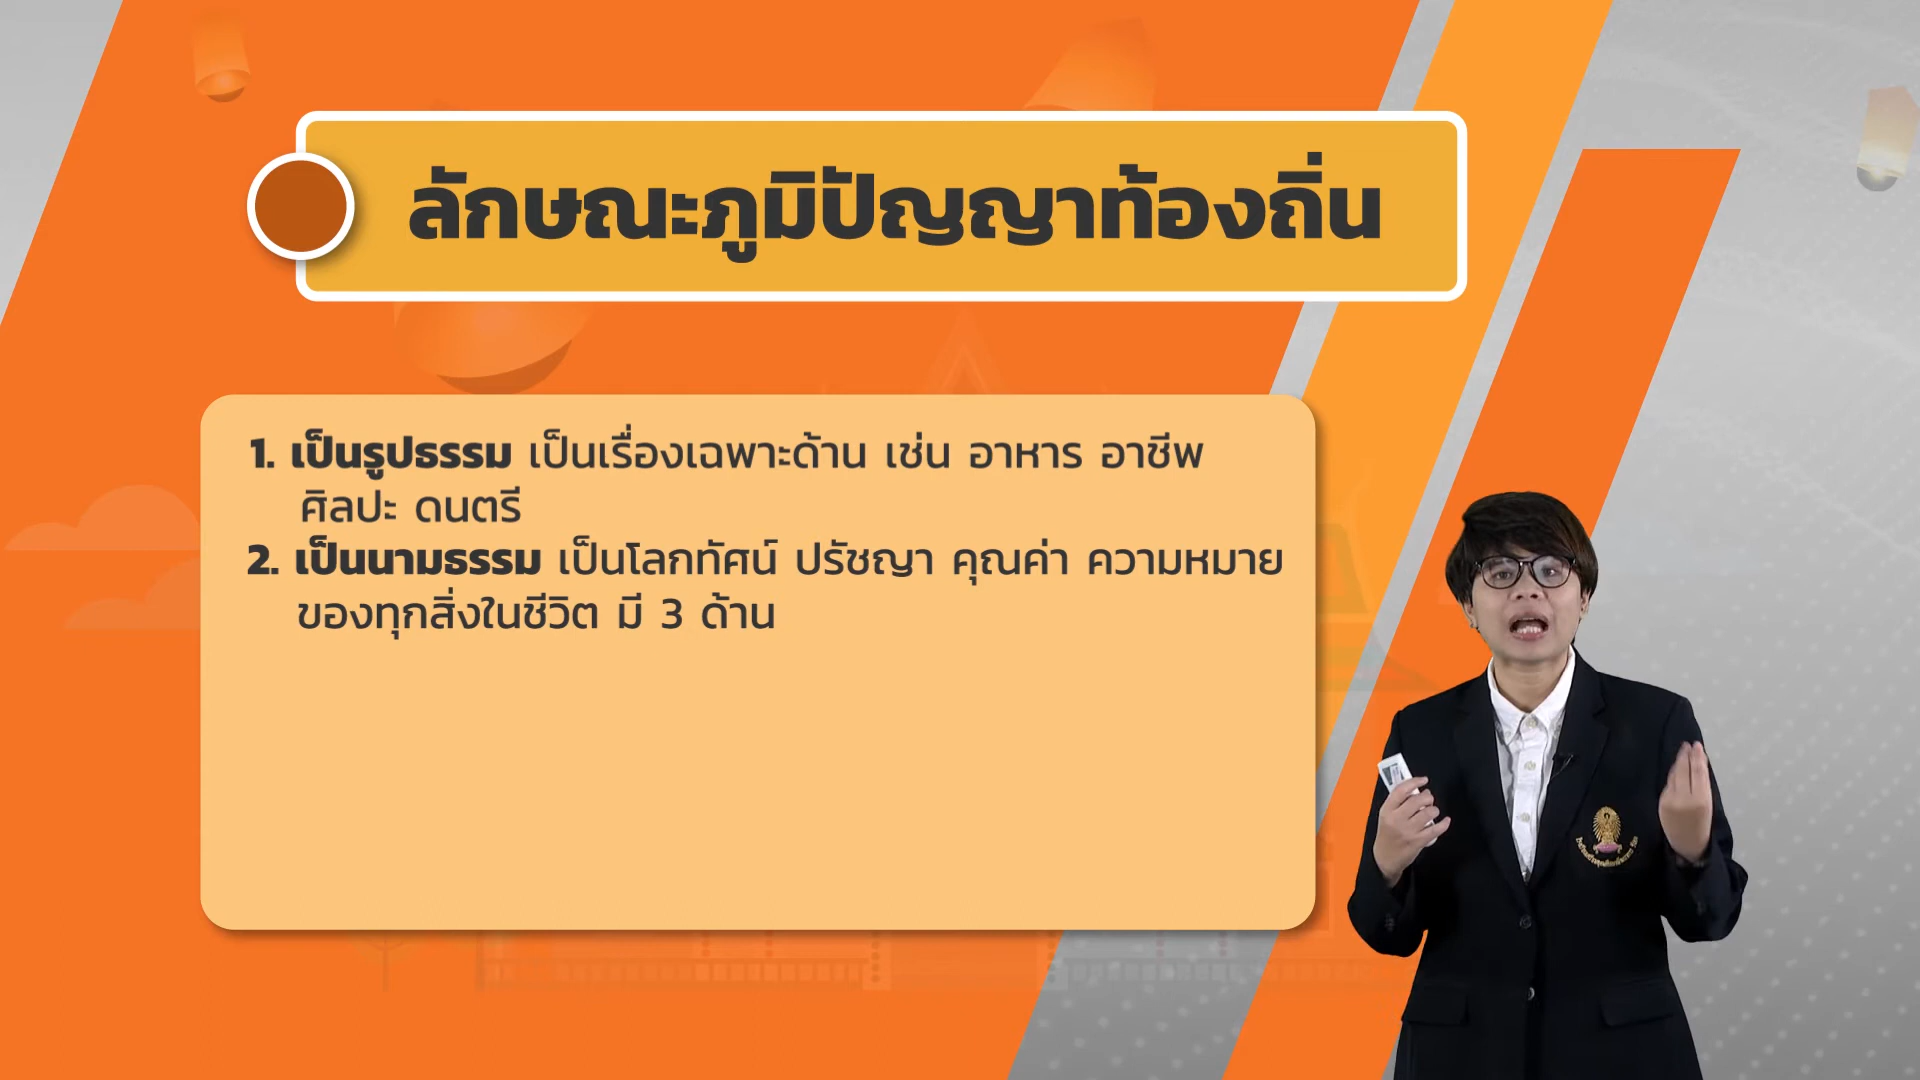 ลักษณะภูมิปัญญาท้องถิ่น
1. เป็นรูปธรรม เป็นเรื่องเฉพาะด้าน เช่น อาหาร อาชีพ
ศิลปะ ดนตรี
2. เป็นนามธรรม เป็นโลกทัศน์ ปรัชญา คุณค่า ความหมาย
ของทุกสิ่งในชีวิต มี 3 ด้าน